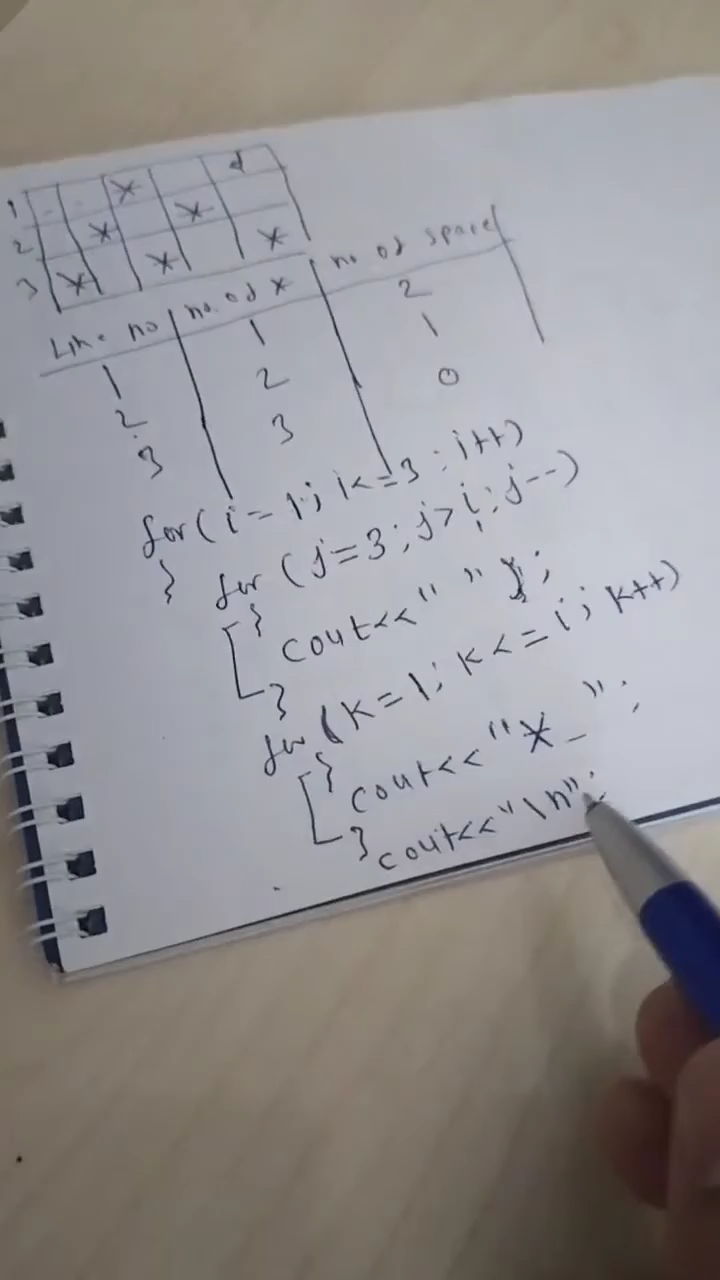 1 * d
2 * *
3 * * *
Line no no. of * no of space
1 1 2
2 2 1
3 3 0
for(i=1; i<=3; i++)
{ for (j=3; j>i; j--)
{
cout<<" ";
}
for (k=1; k<=i; k++)
{
cout<<"*_";
}
cout<<"\n";